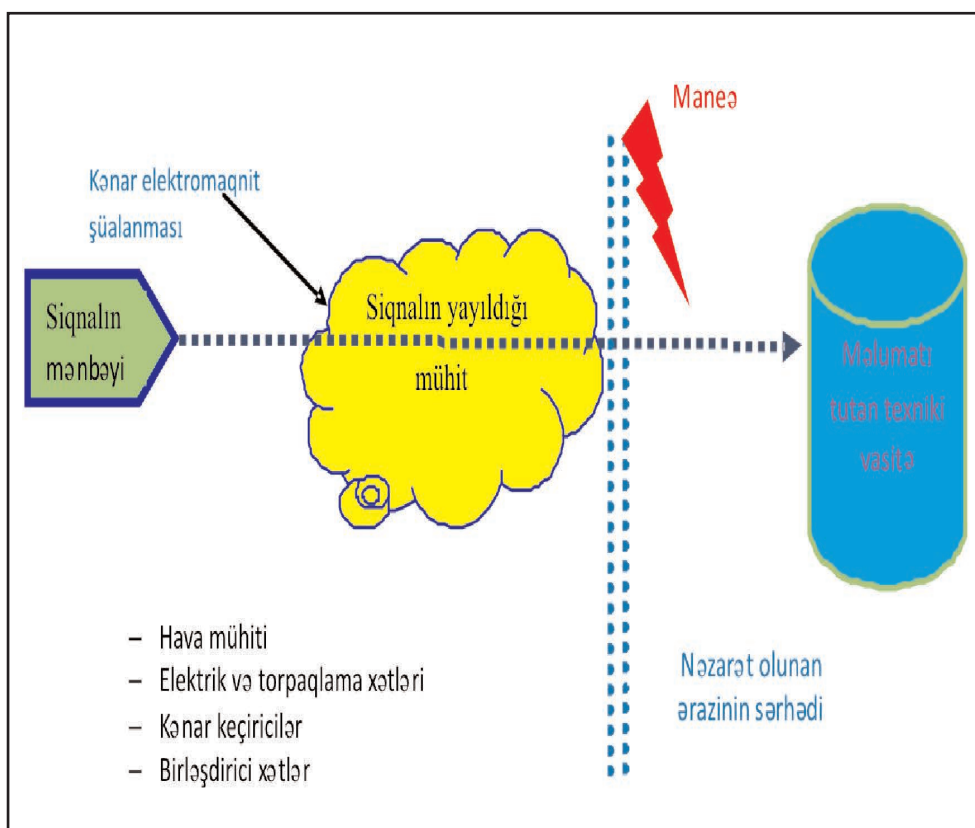 Maneə
Kənar elektromaqnit
şüalanması
Siqnalın
mənbəyi
Siqnalın yayıldığı
mühit
Məlumatı
tutan texniki
vasitə
– Hava mühiti
– Elektrik və torpaqlama xətləri
– Kənar keçiricilər
– Birləşdirici xətlər
Nəzarət olunan
ərazinin sərhədi